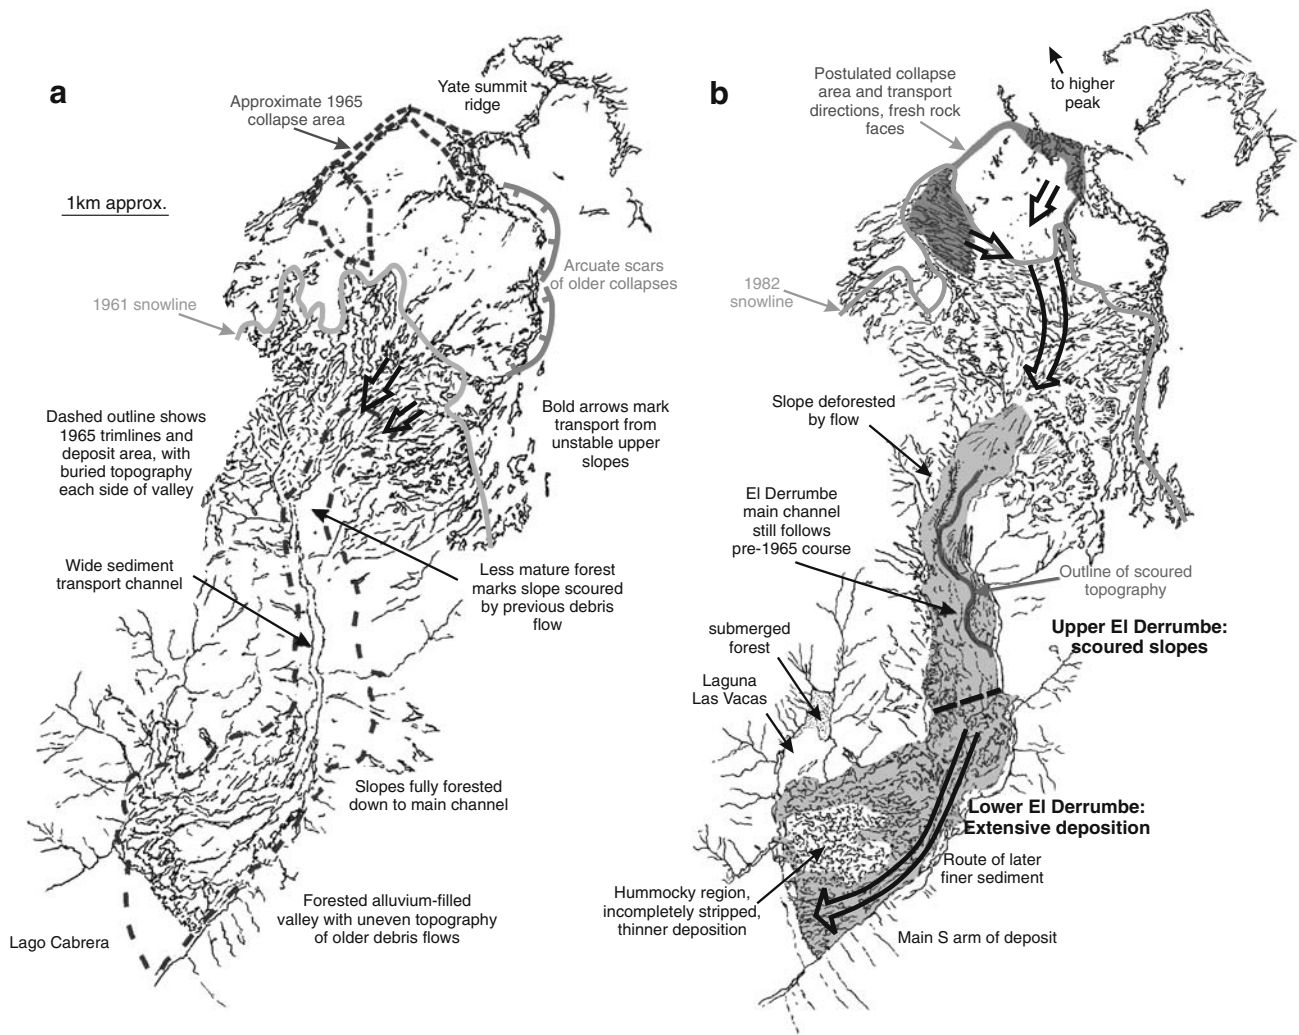 a
Yate summit
ridge
Approximate 1965
collapse area
1km approx.
Arcuate scars
of older collapses
1961 snowline
Dashed outline shows
1965 trimlines and
deposit area, with
buried topography
each side of valley
Bold arrows mark
transport from
unstable upper
slopes
Wide sediment
transport channel
Less mature forest
marks slope scoured
by previous debris
flow
Slopes fully forested
down to main channel
Forested alluvium-filled
valley with uneven topography
of older debris flows
Lago Cabrera
b
Postulated collapse
area and transport
directions, fresh rock
faces
to higher
peak
1982
snowline
Slope deforested
by flow
El Derrumbe
main channel
still follows
pre-1965 course
Outline of scoured
topography
Upper El Derrumbe:
scoured slopes
submerged
forest
Laguna
Las Vacas
Lower El Derrumbe:
Extensive deposition
Route of later
finer sediment
Hummocky region,
incompletely stripped,
thinner deposition
Main S arm of deposit